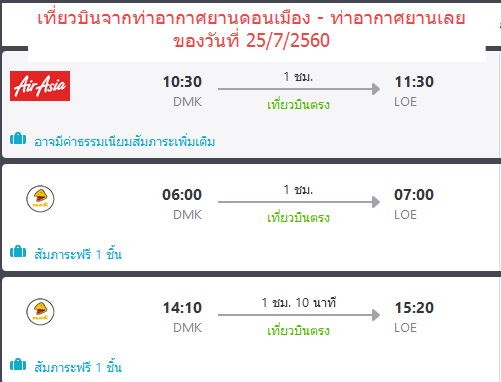 เที่ยวบินจากท่าอากาศยานดอนเมือง - ท่าอากาศยานเลย
ของวันที่ 25/7/2560
AirAsia
10:30 1 ชม. 11:30
DMK เที่ยวบินตรง LOE
อาจมีค่าธรรมเนียมสัมภาระเพิ่มเติม
06:00 1 ชม. 07:00
DMK เที่ยวบินตรง LOE
nok
สัมภาระฟรี 1 ชิ้น
14:10 1 ชม. 10 นาที 15:20
DMK เที่ยวบินตรง LOE
nok
สัมภาระฟรี 1 ชิ้น